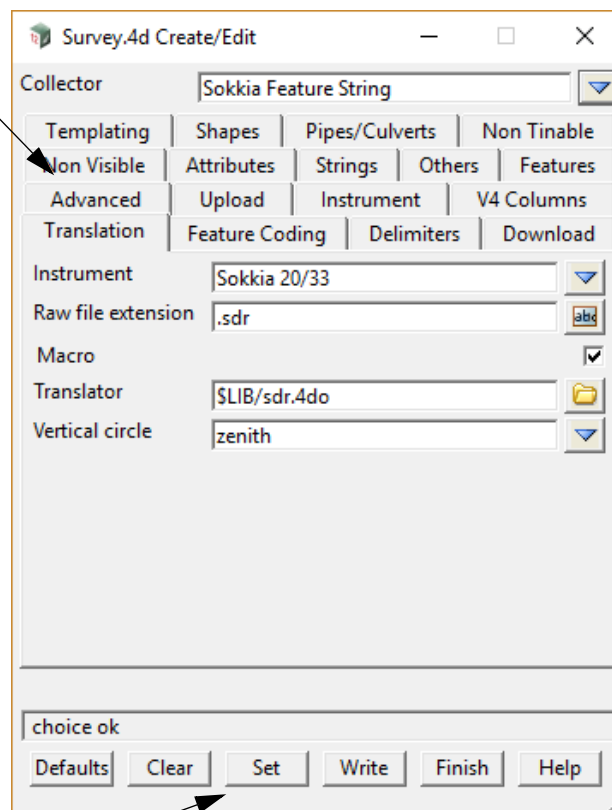 Survey.4d Create/Edit
Collector Sokkia Feature String
Templating Shapes Pipes/Culverts Non Tinable
Non Visible Attributes Strings Others Features
Advanced Upload Instrument V4 Columns
Translation Feature Coding Delimiters Download
Instrument Sokkia 20/33
Raw file extension .sdr abc
Macro
Translator $LIB/sdr.4do
Vertical circle zenith
choice ok
Defaults Clear Set Write Finish Help